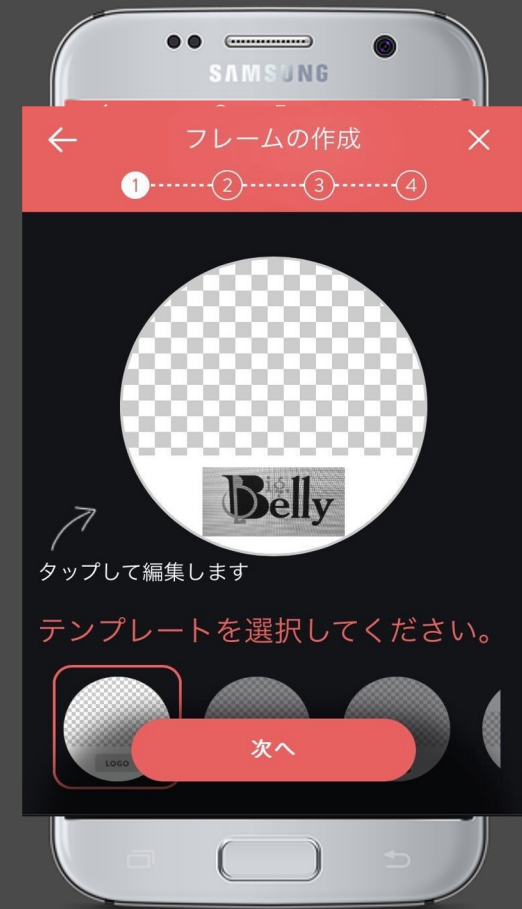 SAMSUNG
フレームの作成
1 2 3 4
Big Belly
タップして編集します
テンプレートを選択してください。
LOGO
次へ